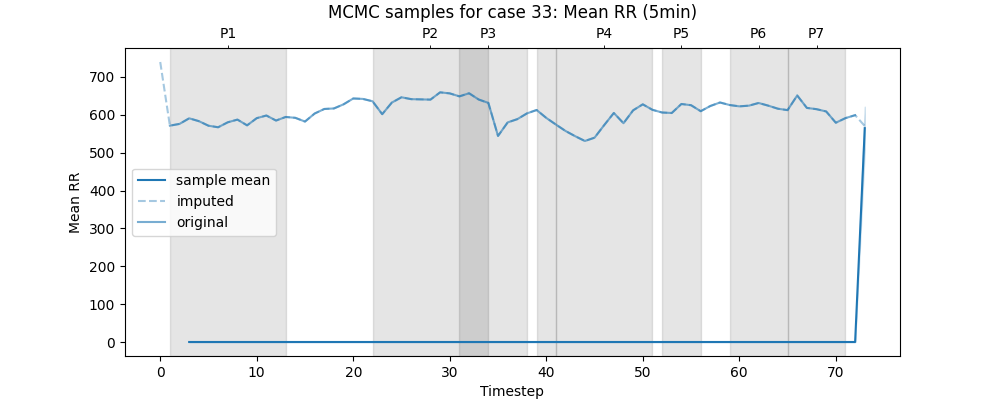 MCMC samples for case 33: Mean RR (5min)
P1 P2 P3 P4 P5 P6 P7
700
600
500
400
300
200
100
0
Mean RR
sample mean
imputed
original
0 10 20 30 40 50 60 70
Timestep